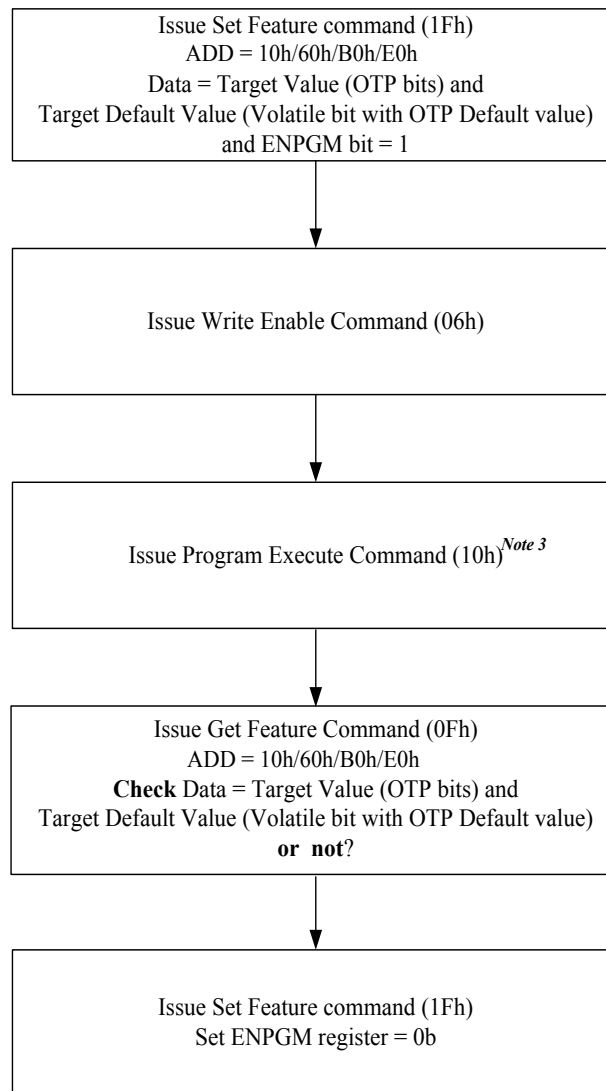 Issue Set Feature command (1Fh)
ADD = 10h/60h/B0h/E0h
Data = Target Value (OTP bits) and
Target Default Value (Volatile bit with OTP Default value)
and ENPGM bit = 1
Issue Write Enable Command (06h)
Issue Program Execute Command (10h)Note 3
Issue Get Feature Command (0Fh)
ADD = 10h/60h/B0h/E0h
Check Data = Target Value (OTP bits) and
Target Default Value (Volatile bit with OTP Default value)
or not?
Issue Set Feature command (1Fh)
Set ENPGM register = 0b